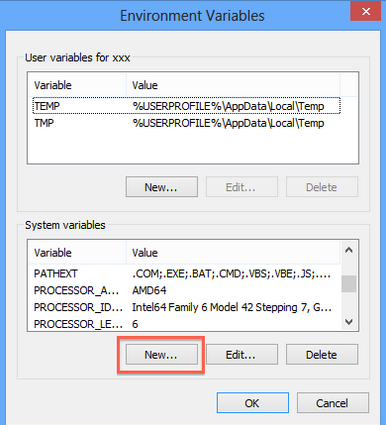 Environment Variables
User variables for xxx
Variable Value
TEMP %USERPROFILE%\AppData\Local\Temp
TMP %USERPROFILE%\AppData\Local\Temp
New... Edit... Delete
System variables
Variable Value
PATHEXT .COM;.EXE;.BAT;.CMD;.VBS;.VBE;.JS;....
PROCESSOR_A... AMD64
PROCESSOR_ID... Intel64 Family 6 Model 42 Stepping 7, G...
PROCESSOR_LE... 6
New... Edit... Delete
OK Cancel